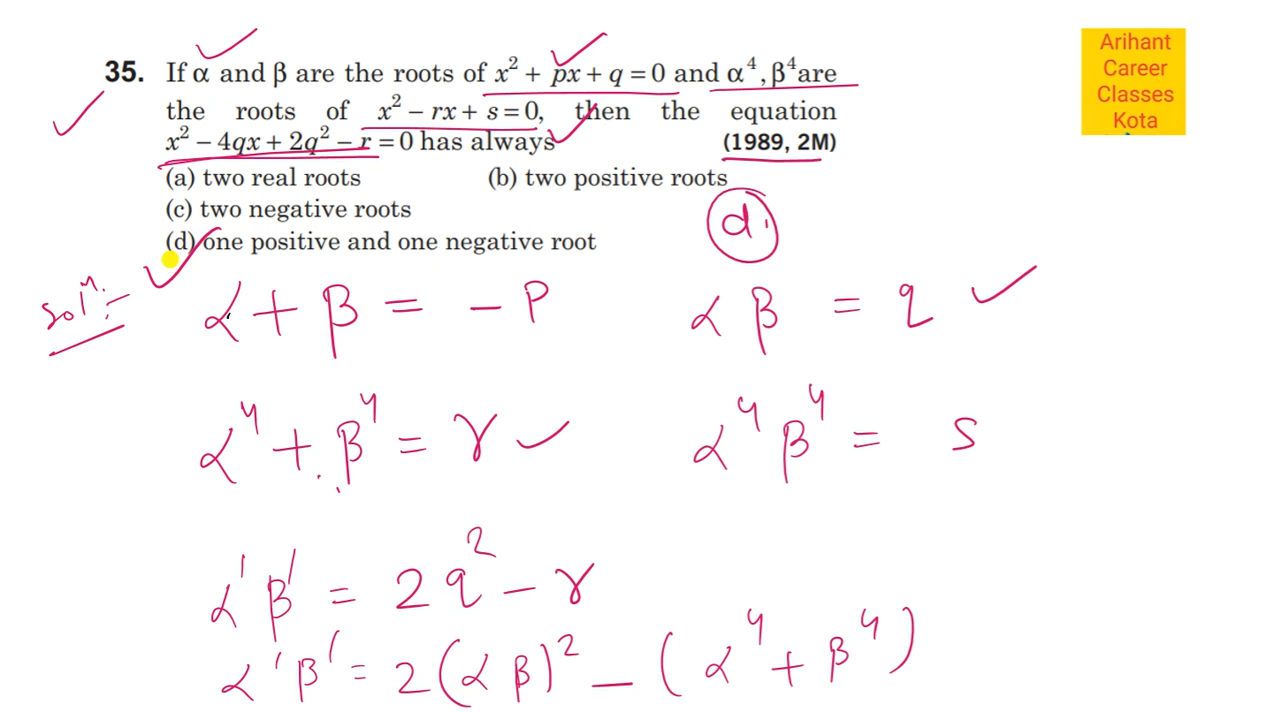 Arihant
Career
Classes
Kota
35. If α and β are the roots of x² + px + q = 0 and α⁴, β⁴ are
the roots of x² − rx + s = 0, then the equation
x² − 4qx + 2q² − r = 0 has always (1989, 2M)
(a) two real roots (b) two positive roots
(c) two negative roots
(d) one positive and one negative root
d.
Solⁿ:-
α + β = - p αβ = q
α⁴ + β⁴ = r α⁴ β⁴ = s
α' β' = 2q² - r
α' β' = 2(αβ)² - (α⁴ + β⁴)